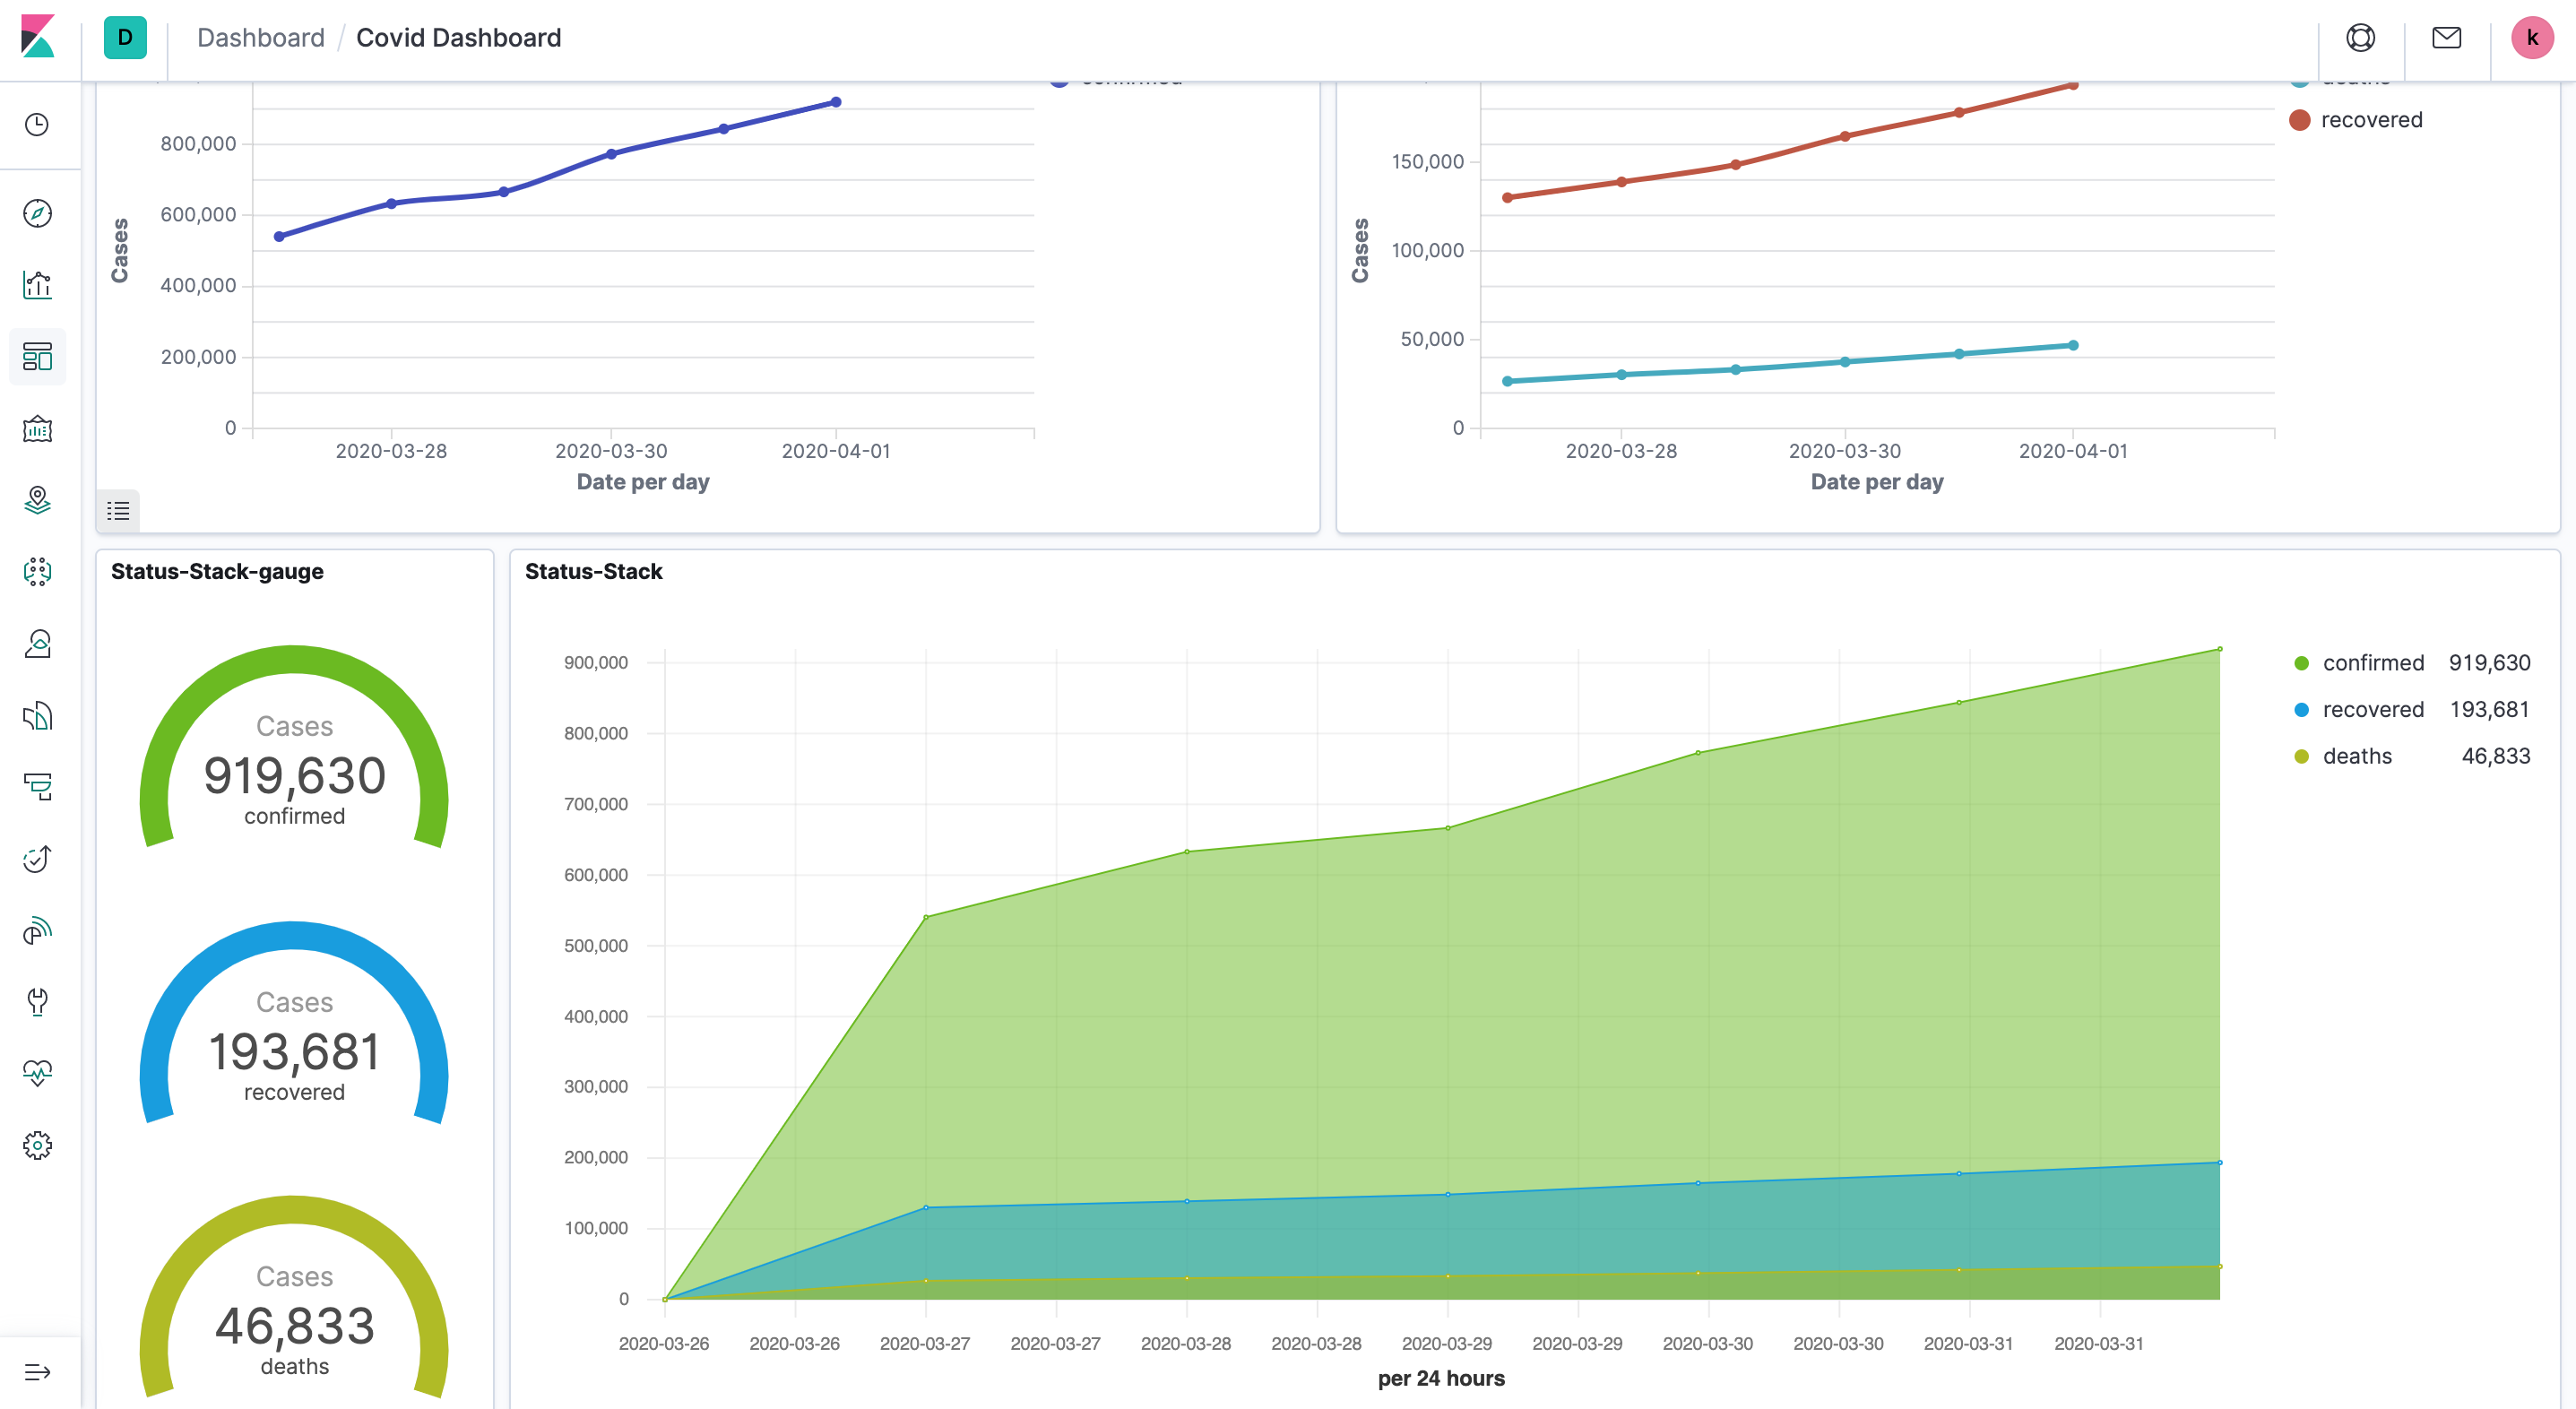 D
Dashboard / Covid Dashboard
k
confirmed
800,000
600,000
400,000
200,000
0
Cases
2020-03-28 2020-03-30 2020-04-01
Date per day
deaths
recovered
150,000
100,000
50,000
0
Cases
2020-03-28 2020-03-30 2020-04-01
Date per day
Status-Stack-gauge
Cases
919,630
confirmed
Cases
193,681
recovered
Cases
46,833
deaths
Status-Stack
900,000
800,000
700,000
600,000
500,000
400,000
300,000
200,000
100,000
0
2020-03-26 2020-03-26 2020-03-27 2020-03-27 2020-03-28 2020-03-28 2020-03-29 2020-03-29 2020-03-30 2020-03-30 2020-03-31 2020-03-31
per 24 hours
confirmed 919,630
recovered 193,681
deaths 46,833